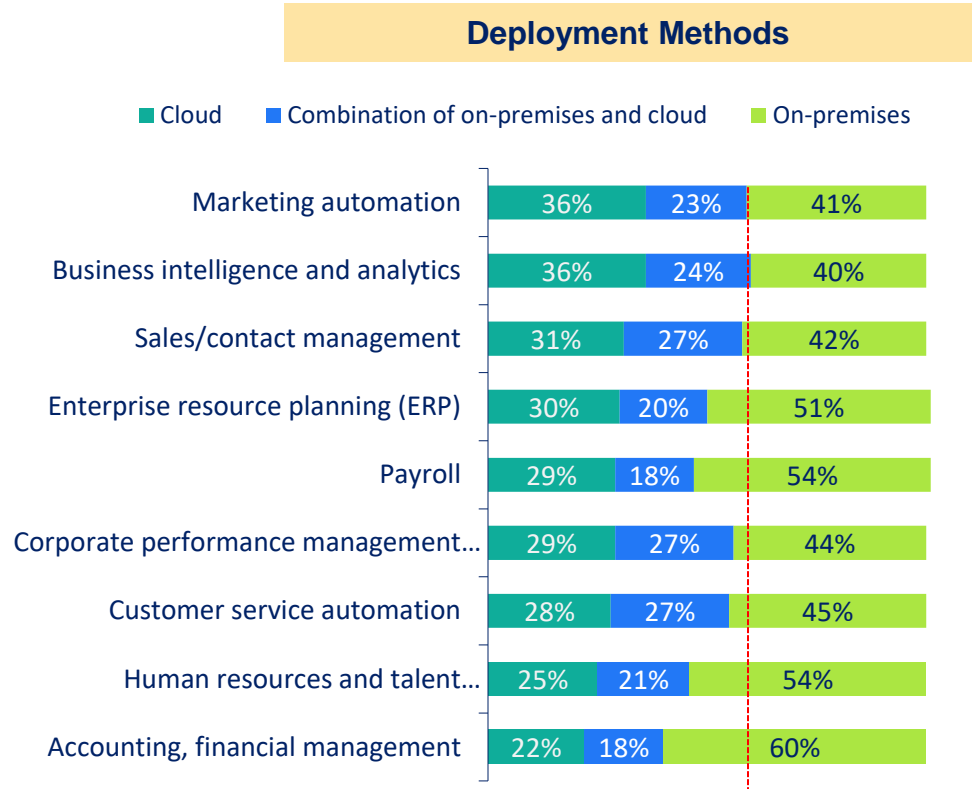 Deployment Methods
Cloud Combination of on-premises and cloud On-premises
Marketing automation 36% 23% 41%
Business intelligence and analytics 36% 24% 40%
Sales/contact management 31% 27% 42%
Enterprise resource planning (ERP) 30% 20% 51%
Payroll 29% 18% 54%
Corporate performance management... 29% 27% 44%
Customer service automation 28% 27% 45%
Human resources and talent... 25% 21% 54%
Accounting, financial management 22% 18% 60%